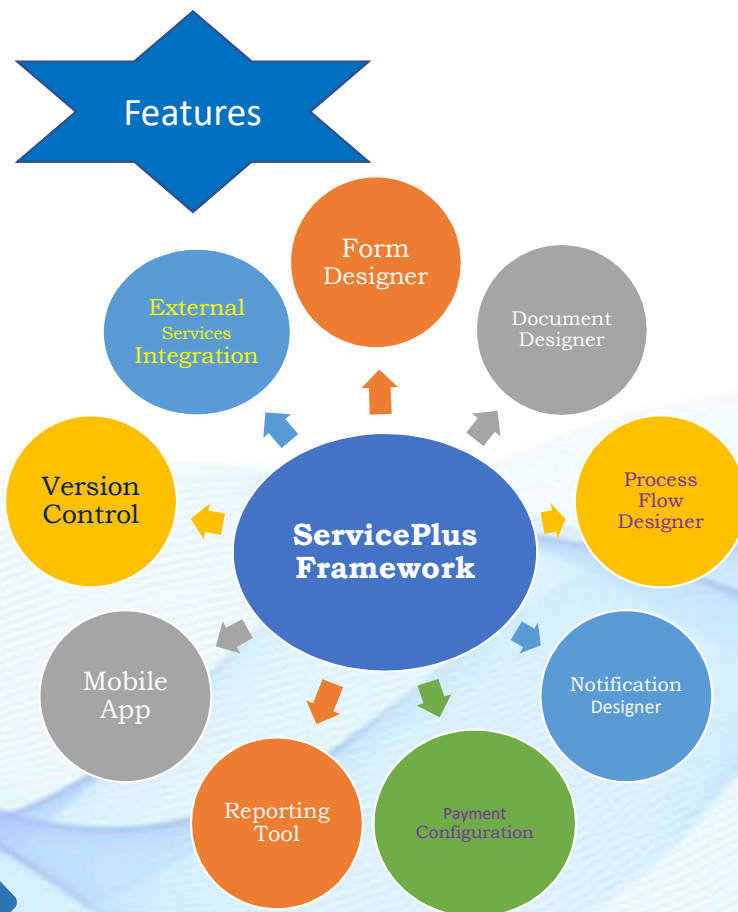 Features
Form
Designer
External
Services
Integration
Document
Designer
Version
Control
ServicePlus
Framework
Process
Flow
Designer
Mobile
App
Notification
Designer
Reporting
Tool
Payment
Configuration